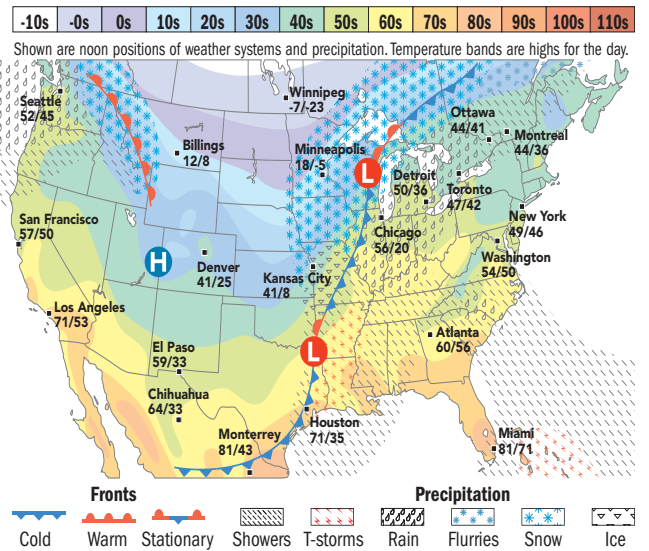 -10s -0s 0s 10s 20s 30s 40s 50s 60s 70s 80s 90s 100s 110s
Shown are noon positions of weather systems and precipitation. Temperature bands are highs for the day.
Seattle
52/45
Winnipeg
-7/-23
Billings
12/8
Minneapolis
18/-5
Ottawa
44/41
Montreal
44/36
L
Detroit
50/36
Toronto
47/42
San Francisco
57/50
New York
49/46
Chicago
56/20
Washington
54/50
H
Denver
41/25
Kansas City
41/8
Los Angeles
71/53
El Paso
59/33
L
Atlanta
60/56
Chihuahua
64/33
Houston
71/35
Monterrey
81/43
Miami
81/71
Fronts
Precipitation
Cold Warm Stationary Showers T-storms Rain Flurries Snow Ice